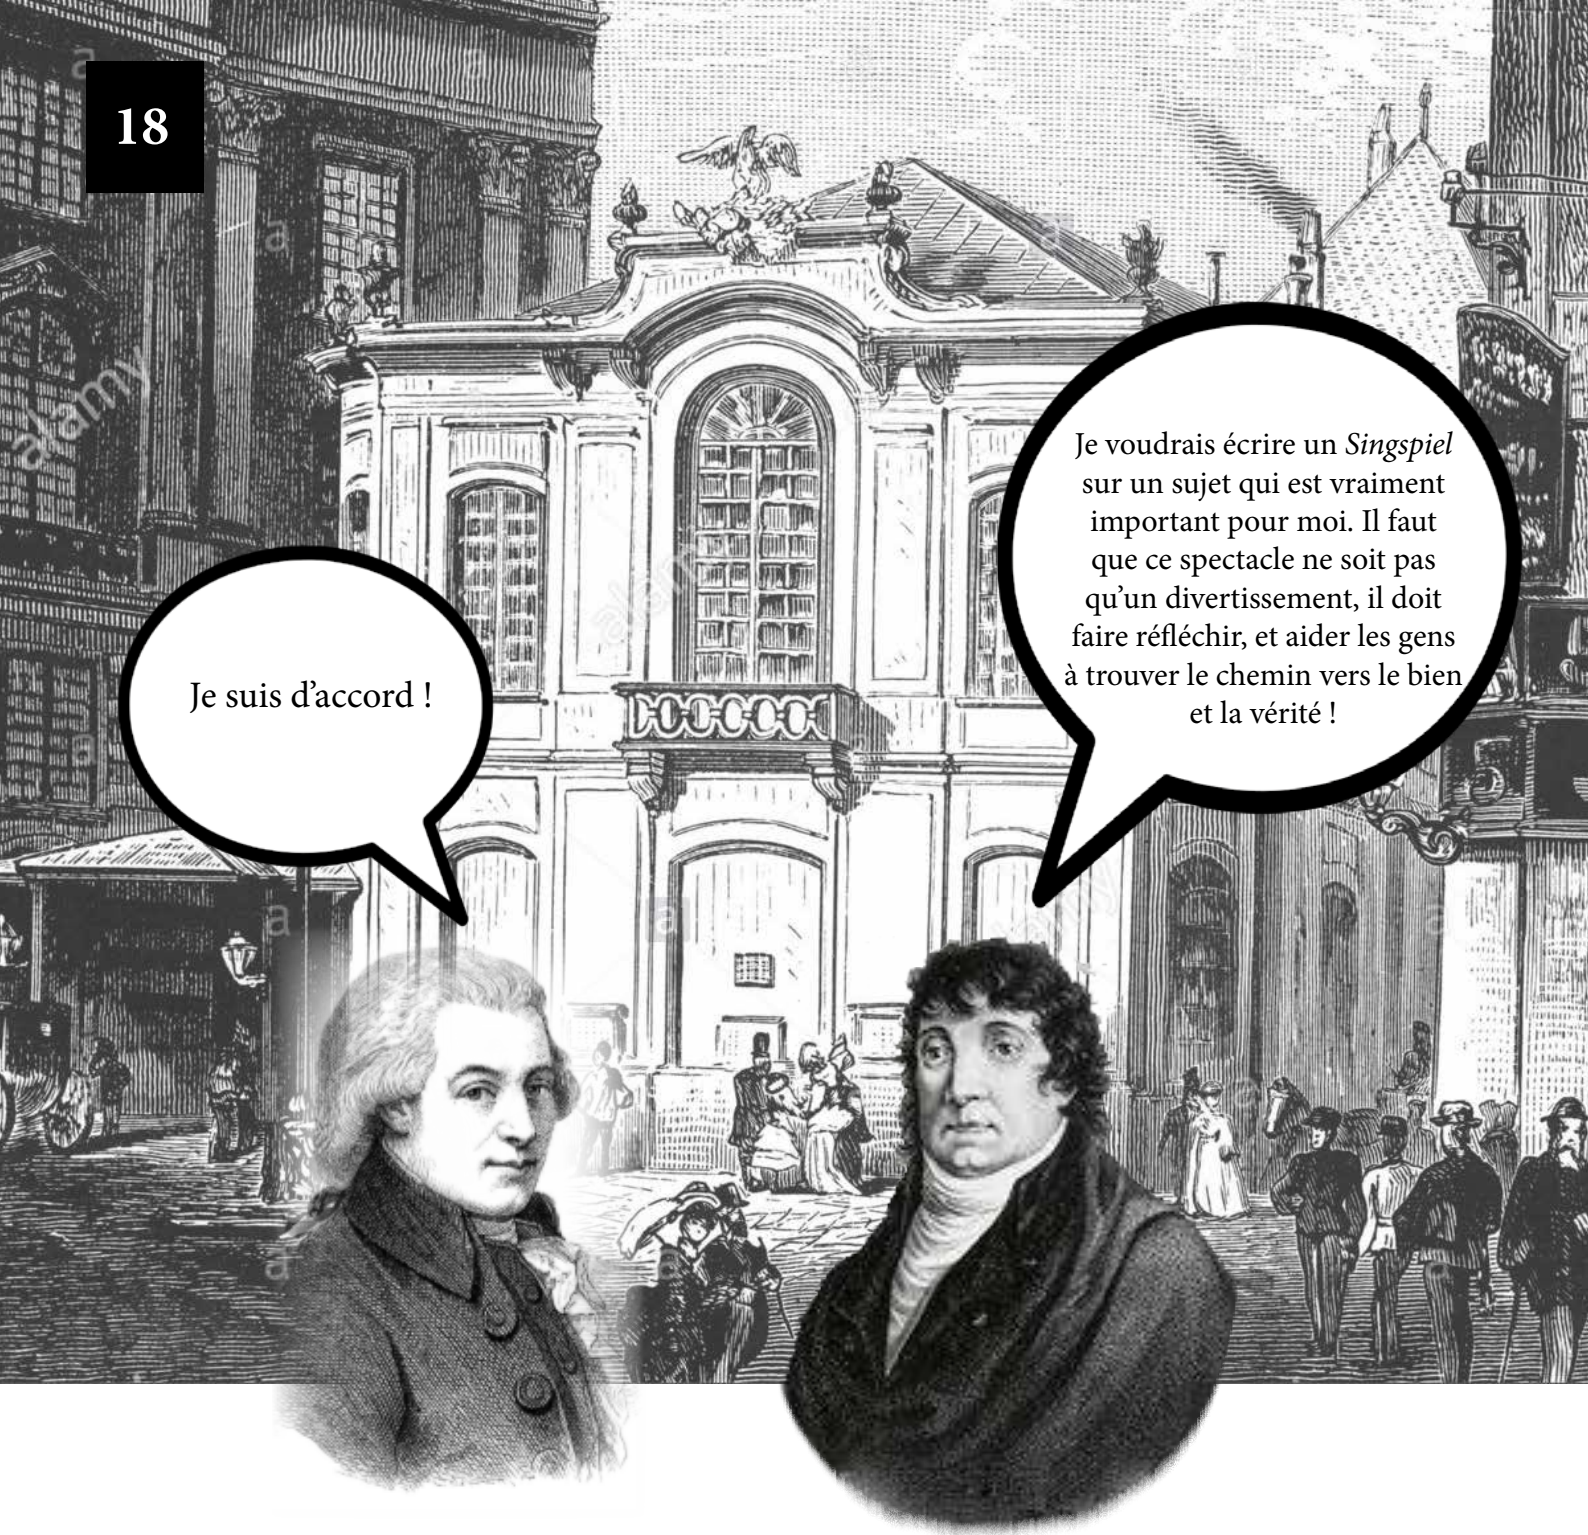 18
Je voudrais écrire un Singspiel
sur un sujet qui est vraiment
important pour moi. Il faut
que ce spectacle ne soit pas
qu’un divertissement, il doit
faire réfléchir, et aider les gens
à trouver le chemin vers le bien
et la vérité !
Je suis d’accord !
alamy
alamy
a
a
a
a
a
a
a